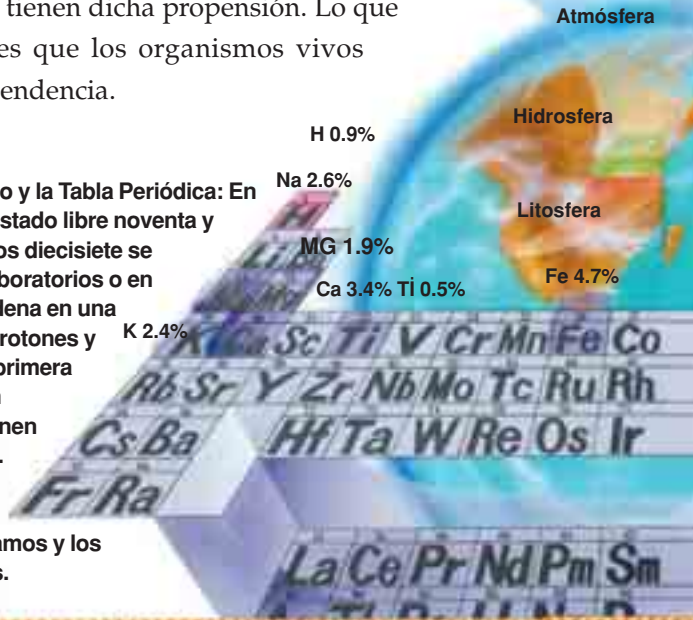 tienen dicha propensión. Lo que
es que los organismos vivos
endencia.
Atmósfera
Hidrosfera
Litosfera
H 0.9%
Na 2.6%
MG 1.9%
Ca 3.4% Tİ 0.5%
Fe 4.7%
K 2.4%
o y la Tabla Periódica: En
stado libre noventa y
os diecisiete se
boratorios o en
lena en una
rotones y
primera
nen
amos y los
s.
H
Li
Mg
K Ca Sc Ti V Cr Mn Fe Co
Rb Sr Y Zr Nb Mo Tc Ru Rh
Cs Ba Hf Ta W Re Os Ir
Fr Ra
La Ce Pr Nd Pm Sm